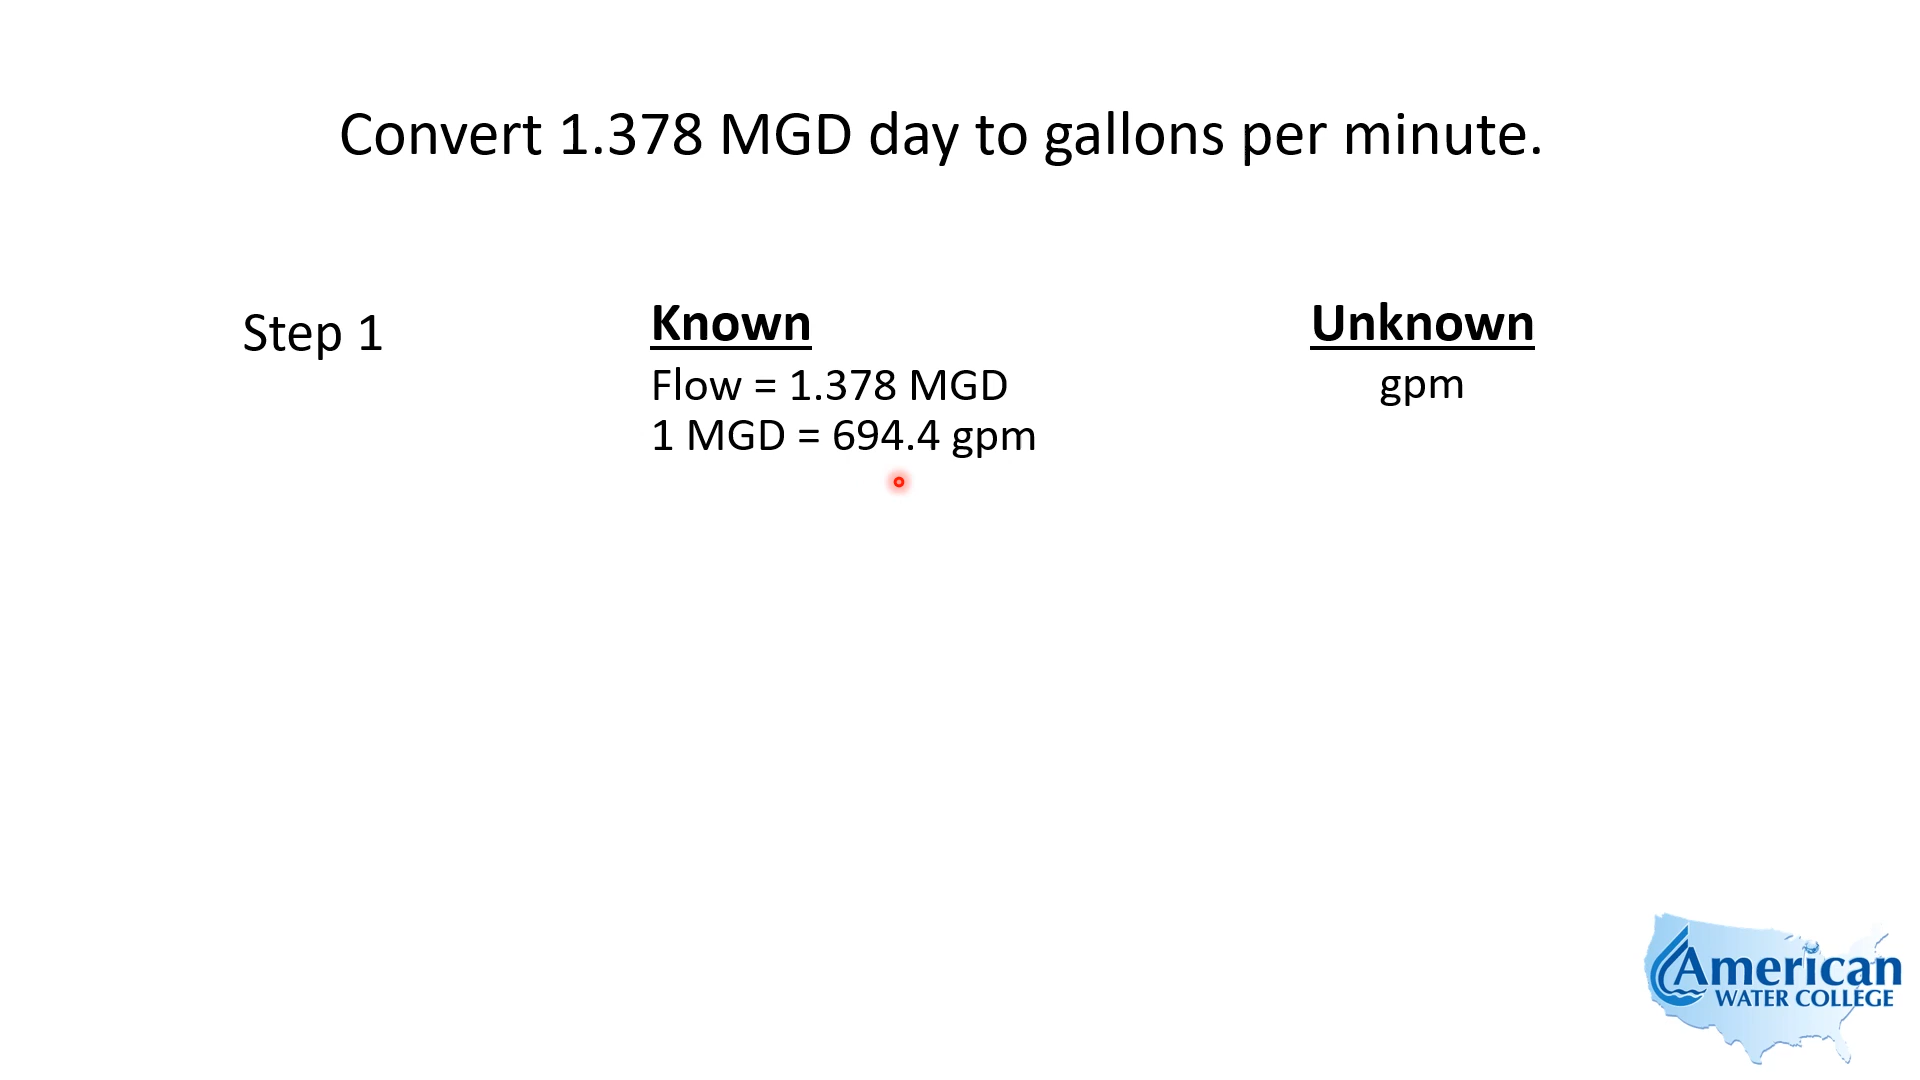 Convert 1.378 MGD day to gallons per minute.
Step 1
Known
Flow = 1.378 MGD
1 MGD = 694.4 gpm
Unknown
gpm
American
WATER COLLEGE